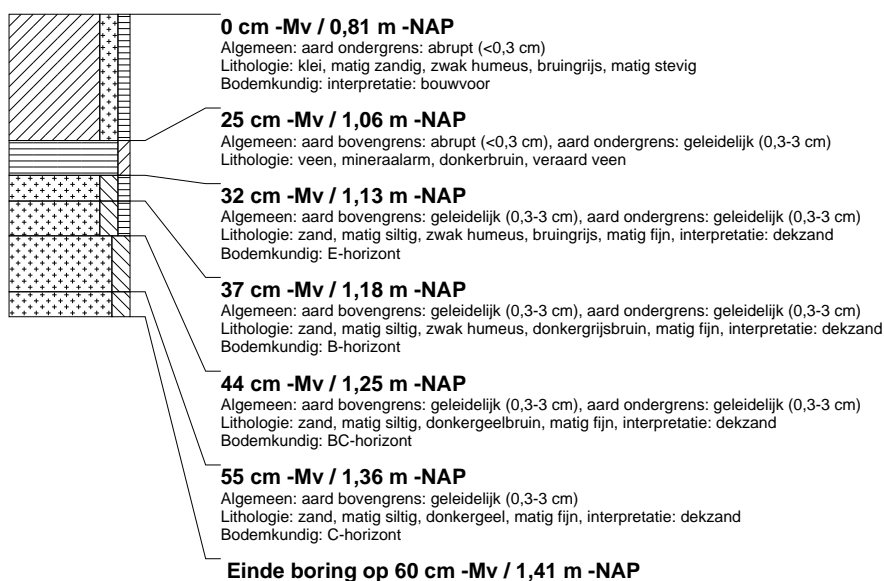 0 cm -Mv / 0,81 m -NAP
Algemeen: aard ondergrens: abrupt (<0,3 cm)
Lithologie: klei, matig zandig, zwak humeus, bruingrijs, matig stevig
Bodemkundig: interpretatie: bouwvoor
25 cm -Mv / 1,06 m -NAP
Algemeen: aard bovengrens: abrupt (<0,3 cm), aard ondergrens: geleidelijk (0,3-3 cm)
Lithologie: veen, mineraalarm, donkerbruin, veraard veen
32 cm -Mv / 1,13 m -NAP
Algemeen: aard bovengrens: geleidelijk (0,3-3 cm), aard ondergrens: geleidelijk (0,3-3 cm)
Lithologie: zand, matig siltig, zwak humeus, bruingrijs, matig fijn, interpretatie: dekzand
Bodemkundig: E-horizont
37 cm -Mv / 1,18 m -NAP
Algemeen: aard bovengrens: geleidelijk (0,3-3 cm), aard ondergrens: geleidelijk (0,3-3 cm)
Lithologie: zand, matig siltig, zwak humeus, donkergrijsbruin, matig fijn, interpretatie: dekzand
Bodemkundig: B-horizont
44 cm -Mv / 1,25 m -NAP
Algemeen: aard bovengrens: geleidelijk (0,3-3 cm), aard ondergrens: geleidelijk (0,3-3 cm)
Lithologie: zand, matig siltig, donkergeelbruin, matig fijn, interpretatie: dekzand
Bodemkundig: BC-horizont
55 cm -Mv / 1,36 m -NAP
Algemeen: aard bovengrens: geleidelijk (0,3-3 cm)
Lithologie: zand, matig siltig, donkergeel, matig fijn, interpretatie: dekzand
Bodemkundig: C-horizont
Einde boring op 60 cm -Mv / 1,41 m -NAP